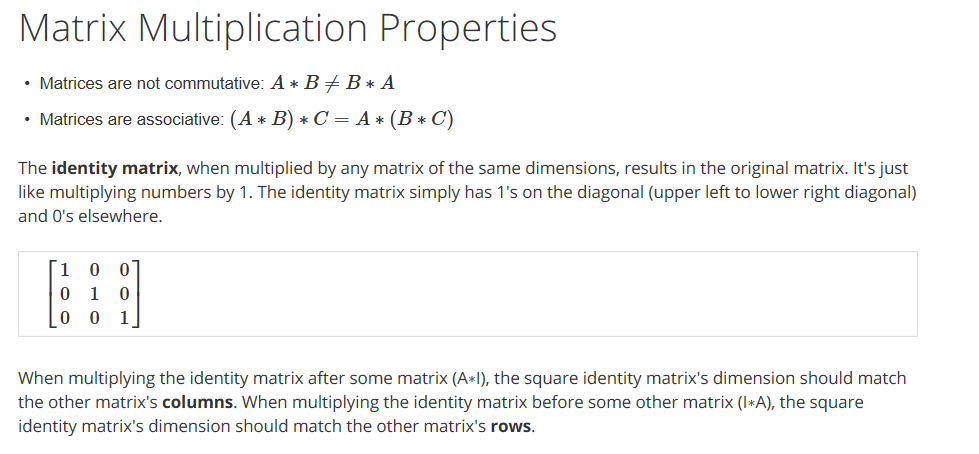 Matrix Multiplication Properties
• Matrices are not commutative: A ∗ B ≠ B ∗ A
• Matrices are associative: (A ∗ B) ∗ C = A ∗ (B ∗ C)
The identity matrix, when multiplied by any matrix of the same dimensions, results in the original matrix. It's just
like multiplying numbers by 1. The identity matrix simply has 1's on the diagonal (upper left to lower right diagonal)
and 0's elsewhere.
1 0 0
0 1 0
0 0 1
When multiplying the identity matrix after some matrix (A∗I), the square identity matrix's dimension should match
the other matrix's columns. When multiplying the identity matrix before some other matrix (I∗A), the square
identity matrix's dimension should match the other matrix's rows.